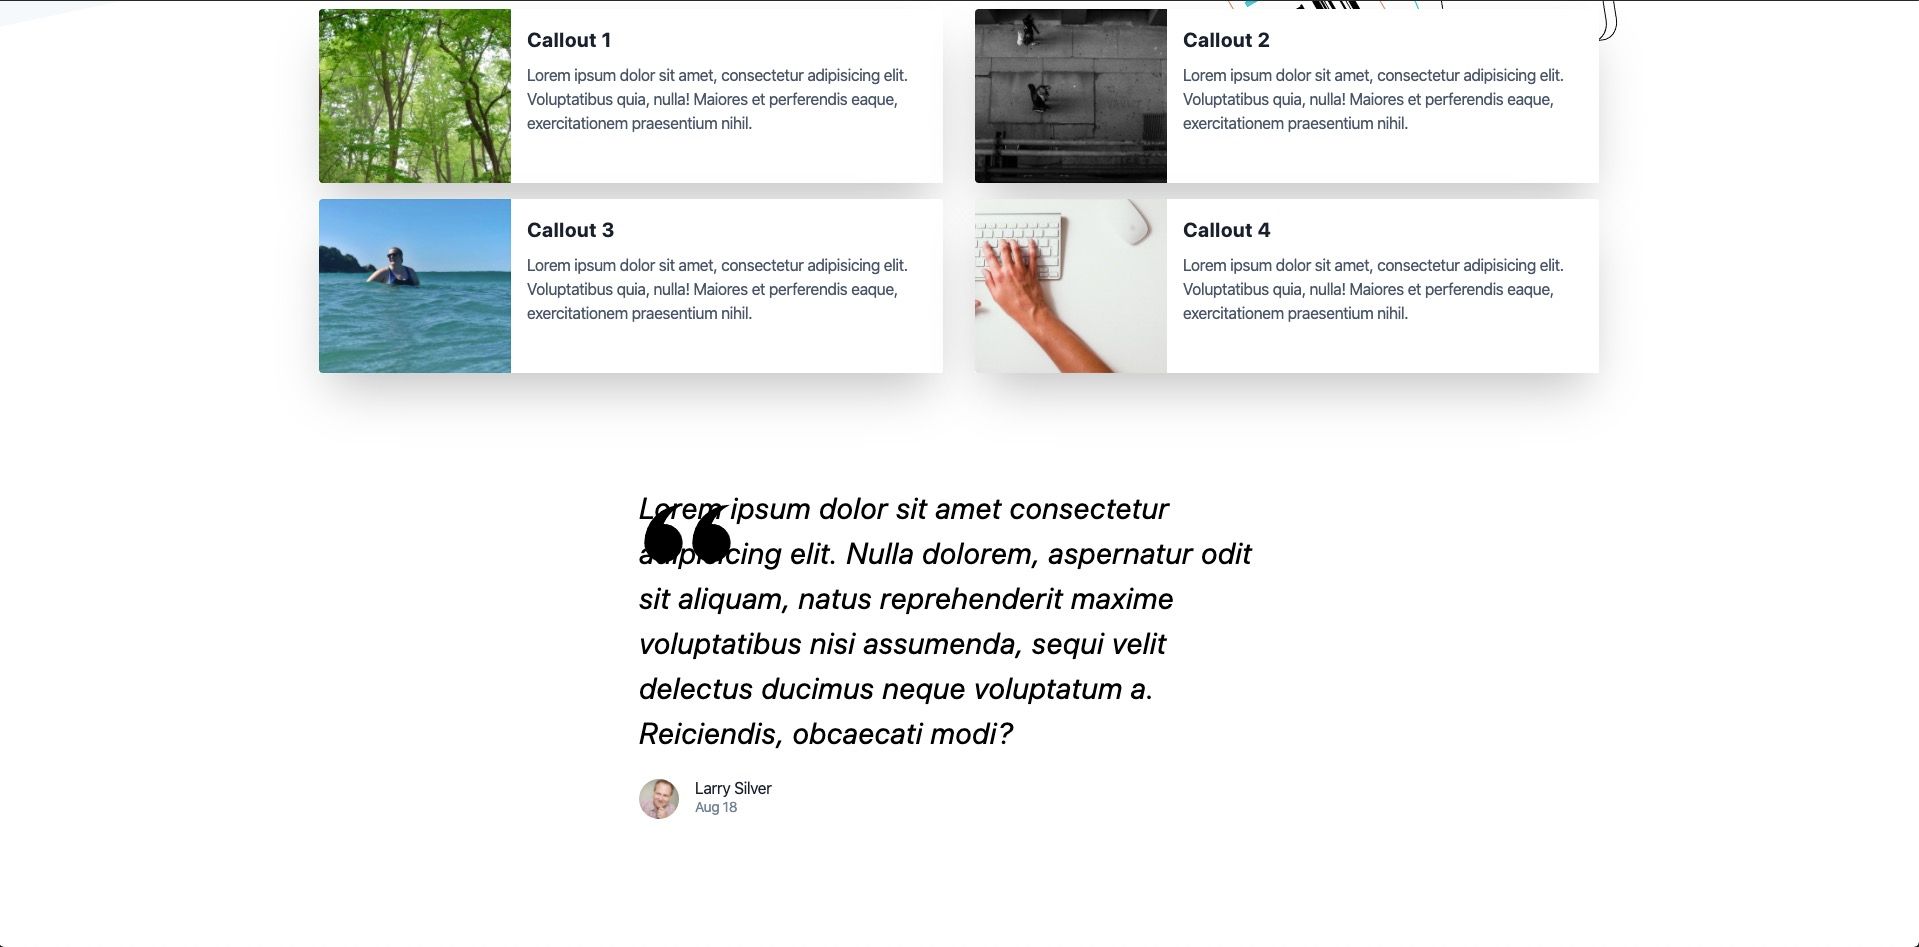 Callout 1
Lorem ipsum dolor sit amet, consectetur adipisicing elit.
Voluptatibus quia, nulla! Maiores et perferendis eaque,
exercitationem praesentium nihil.
Callout 2
Lorem ipsum dolor sit amet, consectetur adipisicing elit.
Voluptatibus quia, nulla! Maiores et perferendis eaque,
exercitationem praesentium nihil.
Callout 3
Lorem ipsum dolor sit amet, consectetur adipisicing elit.
Voluptatibus quia, nulla! Maiores et perferendis eaque,
exercitationem praesentium nihil.
Callout 4
Lorem ipsum dolor sit amet, consectetur adipisicing elit.
Voluptatibus quia, nulla! Maiores et perferendis eaque,
exercitationem praesentium nihil.
Lorem ipsum dolor sit amet consectetur
elit. Nulla dolorem, aspernatur odit
sit aliquam, natus reprehenderit maxime
voluptatibus nisi assumenda, sequi velit
delectus ducimus neque voluptatum a.
Reiciendis, obcaecati modi?
Larry Silver
Aug 18